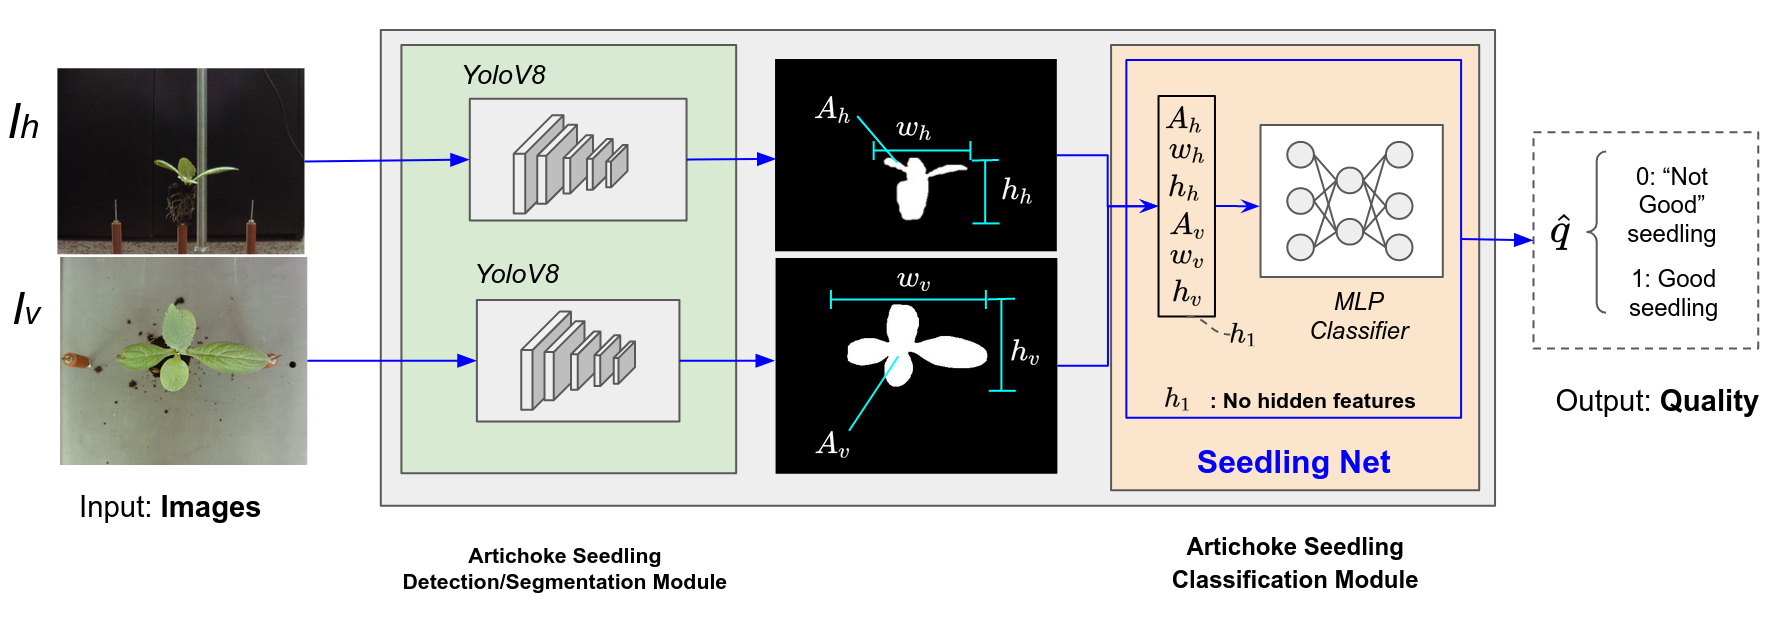 I_h
I_v
Input: Images
YoloV8
YoloV8
A_h
w_h
h_h
w_v
h_v
A_v
Artichoke Seedling
Detection/Segmentation Module
A_h
w_h
h_h
A_v
w_v
h_v
h_1
MLP
Classifier
h_1 : No hidden features
Seedling Net
Artichoke Seedling
Classification Module
q̂
0: “Not
Good”
seedling
1: Good
seedling
Output: Quality